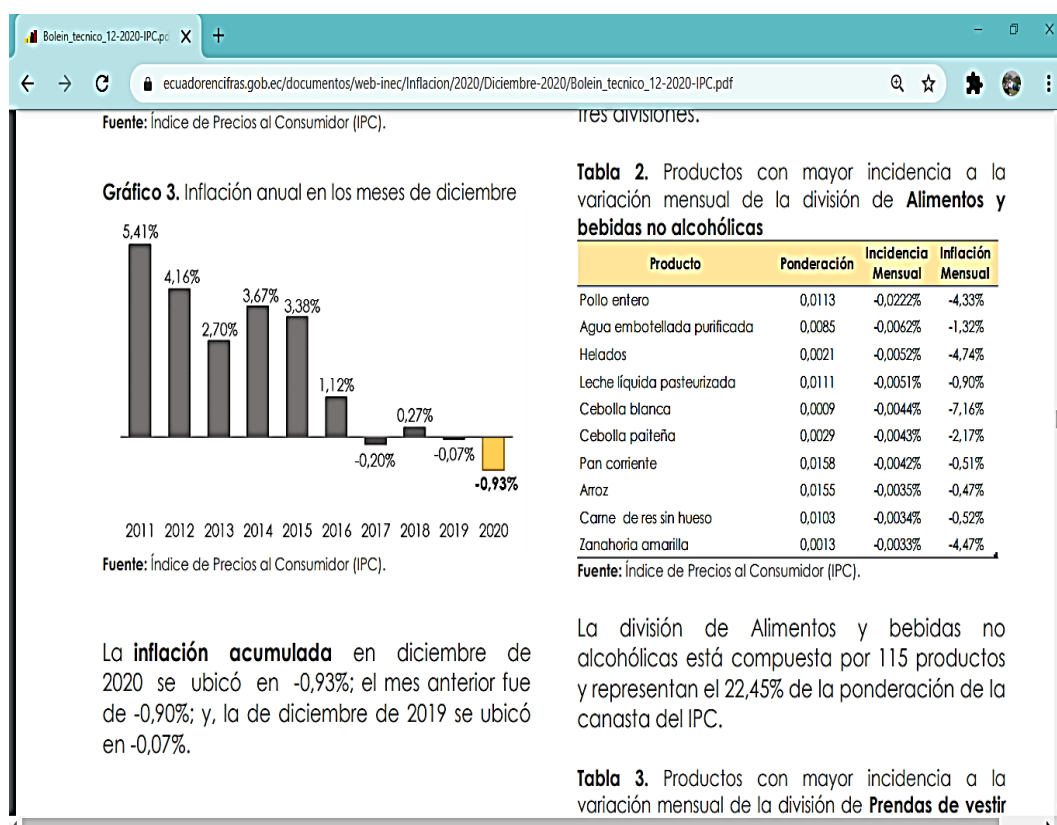 Bolein_tecnico_12-2020-IPC.pd
ecuadorencifras.gob.ec/documentos/web-inec/Inflacion/2020/Diciembre-2020/Bolein_tecnico_12-2020-IPC.pdf
Fuente: Índice de Precios al Consumidor (IPC).
Gráfico 3. Inflación anual en los meses de diciembre
5,41%
4,16%
2,70%
3,67%
3,38%
1,12%
-0,20%
0,27%
-0,07%
-0,93%
2011 2012 2013 2014 2015 2016 2017 2018 2019 2020
Fuente: Índice de Precios al Consumidor (IPC).
La inflación acumulada en diciembre de
2020 se ubicó en -0,93%; el mes anterior fue
de -0,90%; y, la de diciembre de 2019 se ubicó
en -0,07%.
tres divisiones.
Tabla 2. Productos con mayor incidencia a la
variación mensual de la división de Alimentos y
bebidas no alcohólicas
Producto Ponderación Incidencia Mensual Inflación Mensual
Pollo entero 0,0113 -0,0222% -4,33%
Agua embotellada purificada 0,0085 -0,0062% -1,32%
Helados 0,0021 -0,0052% -4,74%
Leche líquida pasteurizada 0,0111 -0,0051% -0,90%
Cebolla blanca 0,0009 -0,0044% -7,16%
Cebolla paiteña 0,0029 -0,0043% -2,17%
Pan corriente 0,0158 -0,0042% -0,51%
Arroz 0,0155 -0,0035% -0,47%
Carne de res sin hueso 0,0103 -0,0034% -0,52%
Zanahoria amarilla 0,0013 -0,0033% -4,47%
Fuente: Índice de Precios al Consumidor (IPC).
La división de Alimentos y bebidas no
alcohólicas está compuesta por 115 productos
y representan el 22,45% de la ponderación de la
canasta del IPC.
Tabla 3. Productos con mayor incidencia a la
variación mensual de la división de Prendas de vestir